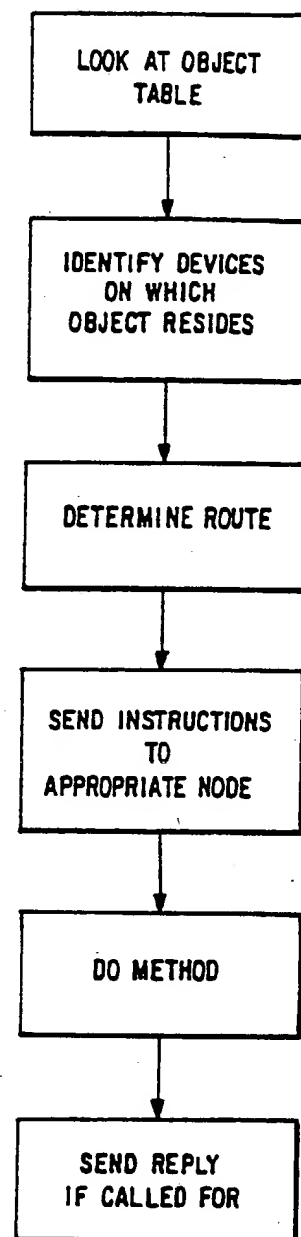 LOOK AT OBJECT
TABLE
IDENTIFY DEVICES
ON WHICH
OBJECT RESIDES
DETERMINE ROUTE
SEND INSTRUCTIONS
TO
APPROPRIATE NODE
DO METHOD
SEND REPLY
IF CALLED FOR